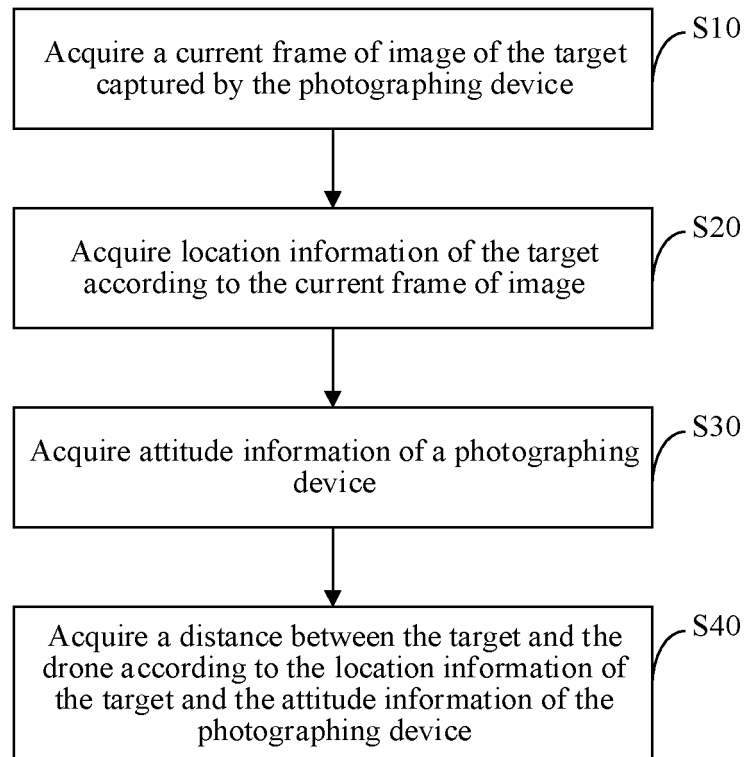 S10
Acquire a current frame of image of the target
captured by the photographing device
S20
Acquire location information of the target
according to the current frame of image
S30
Acquire attitude information of a photographing
device
S40
Acquire a distance between the target and the
drone according to the location information of
the target and the attitude information of the
photographing device